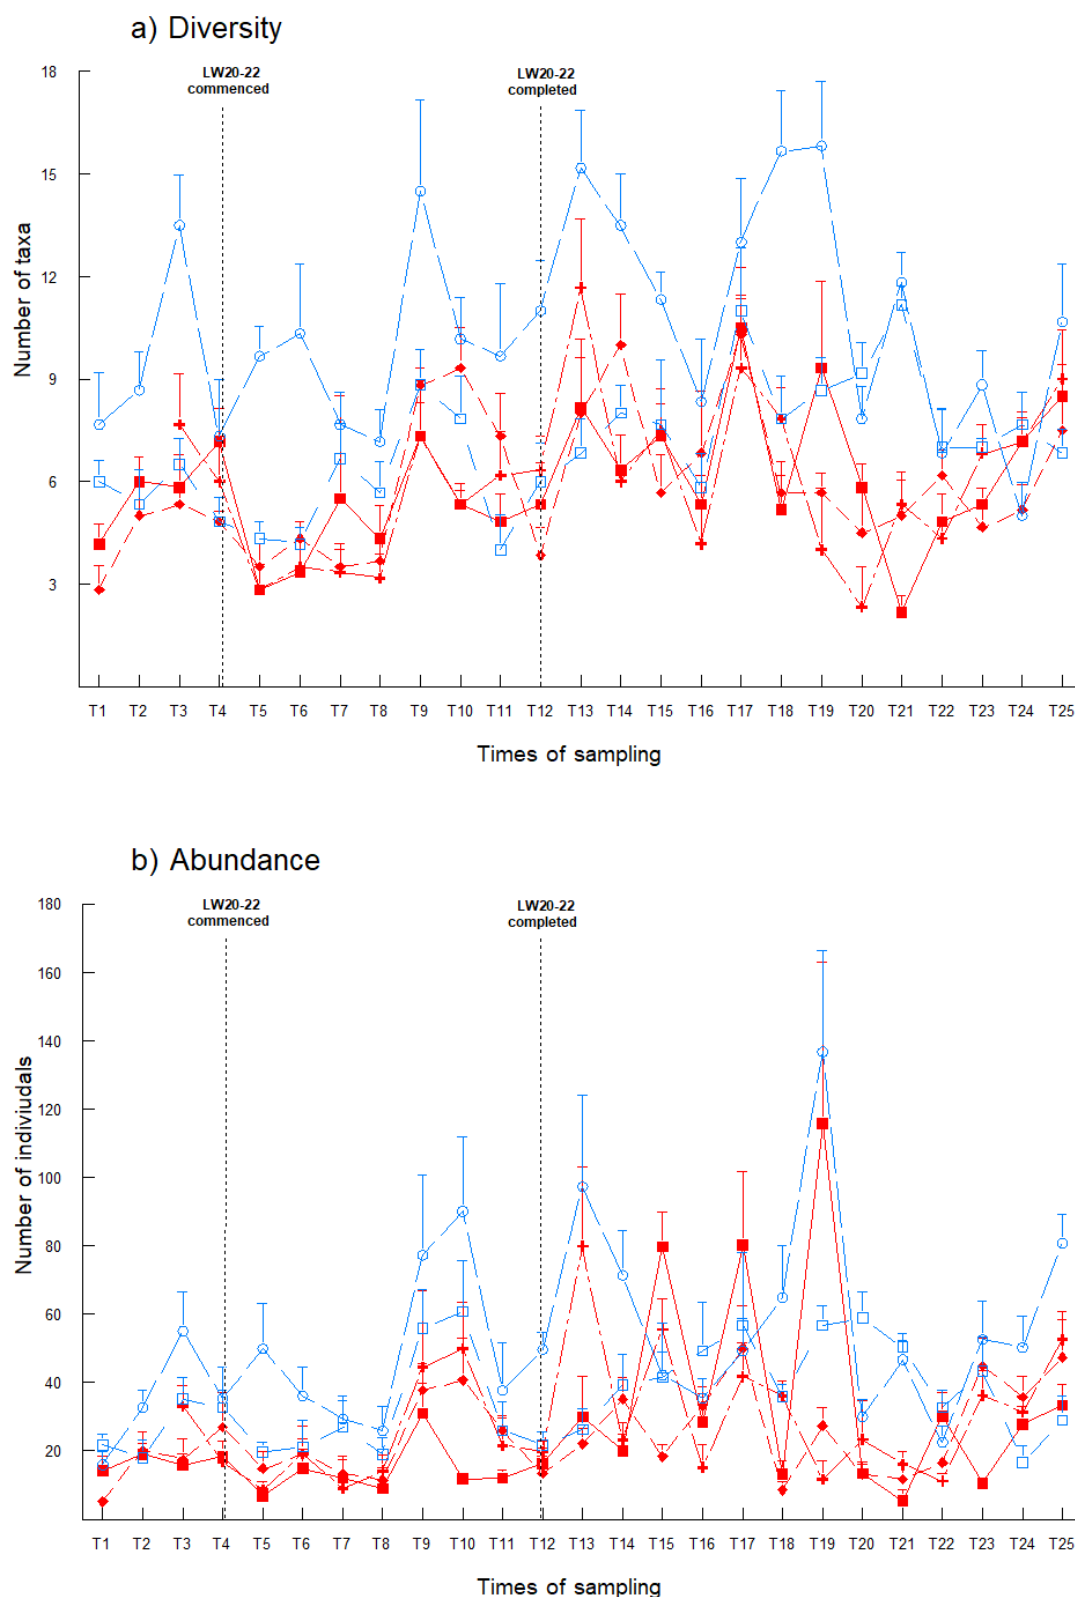 a) Diversity
LW20-22
commenced
LW20-22
completed
18
15
12
9
6
3
Number of taxa
T1 T2 T3 T4 T5 T6 T7 T8 T9 T10 T11 T12 T13 T14 T15 T16 T17 T18 T19 T20 T21 T22 T23 T24 T25
Times of sampling
b) Abundance
LW20-22
commenced
LW20-22
completed
180
160
140
120
100
80
60
40
20
Number of indiviudals
T1 T2 T3 T4 T5 T6 T7 T8 T9 T10 T11 T12 T13 T14 T15 T16 T17 T18 T19 T20 T21 T22 T23 T24 T25
Times of sampling